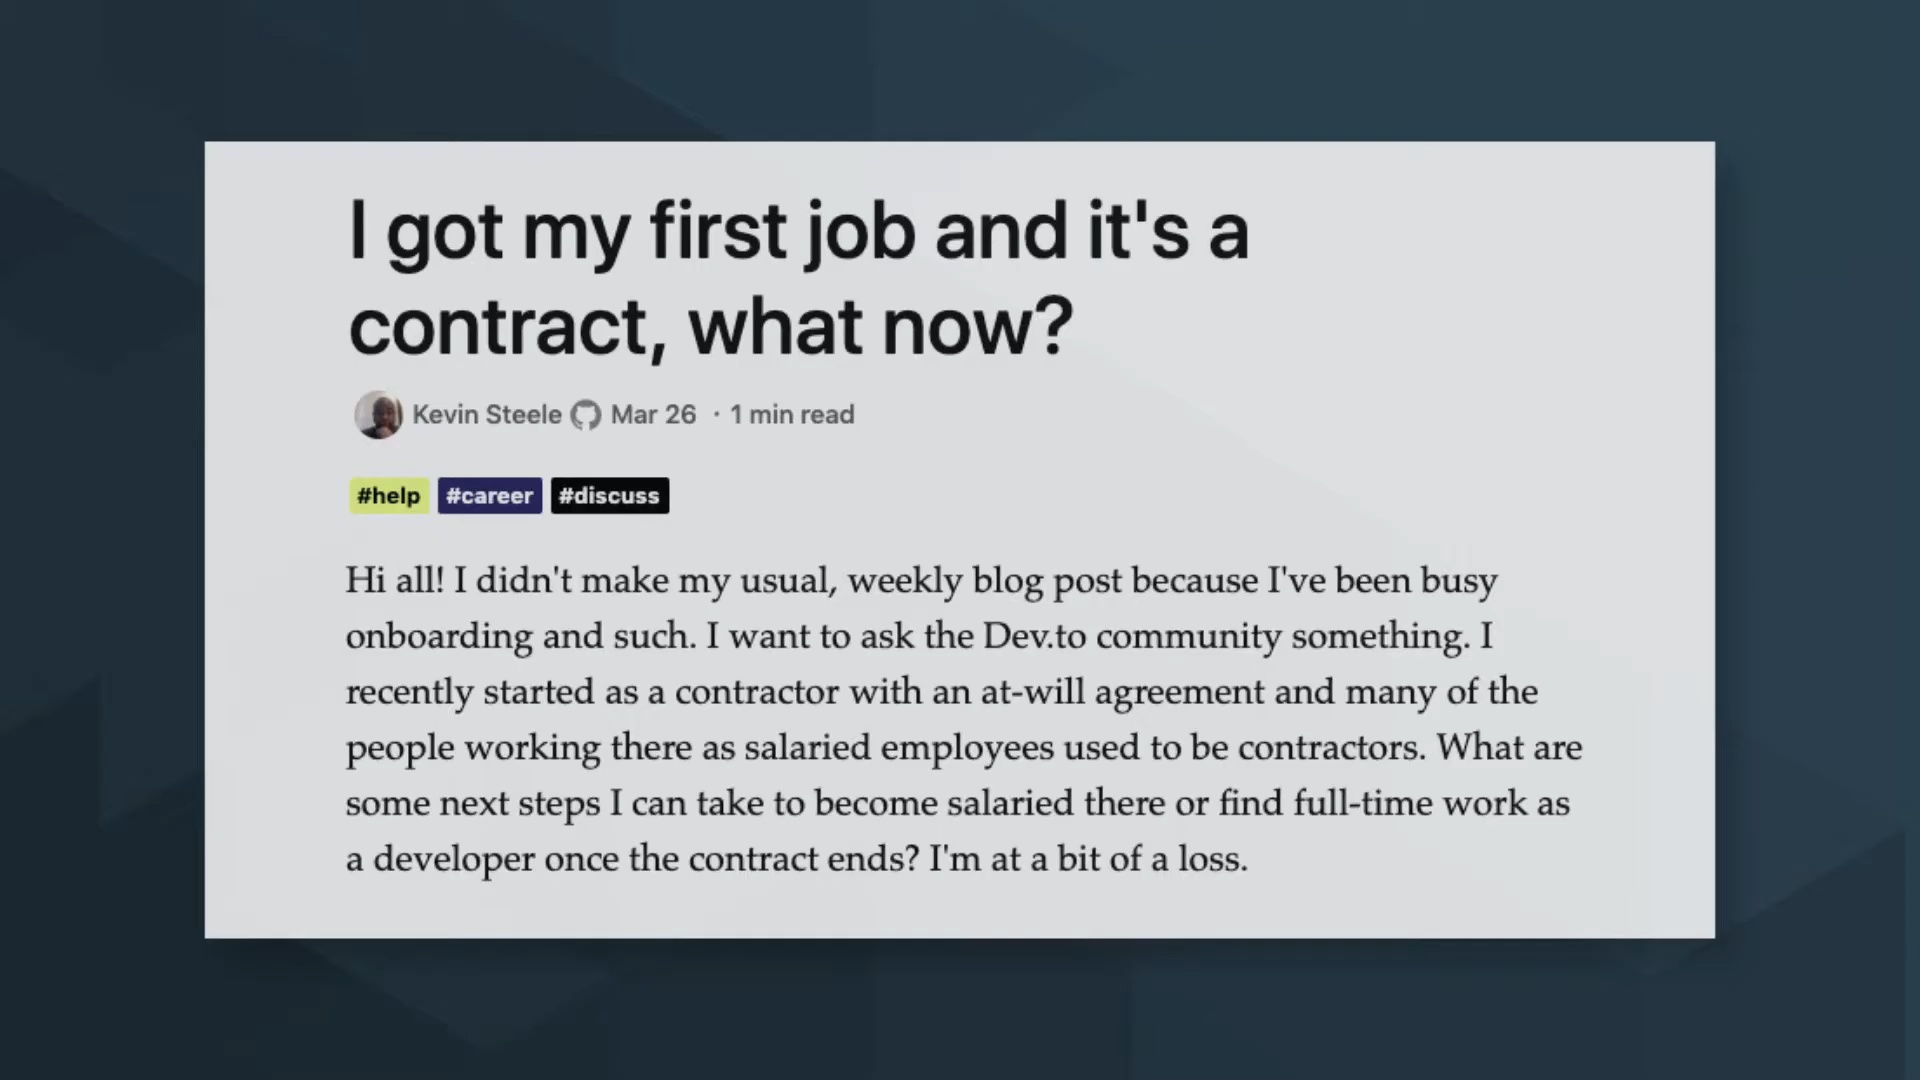 I got my first job and it's a
contract, what now?
Kevin Steele Mar 26 · 1 min read
#help #career #discuss
Hi all! I didn't make my usual, weekly blog post because I've been busy
onboarding and such. I want to ask the Dev.to community something. I
recently started as a contractor with an at-will agreement and many of the
people working there as salaried employees used to be contractors. What are
some next steps I can take to become salaried there or find full-time work as
a developer once the contract ends? I'm at a bit of a loss.